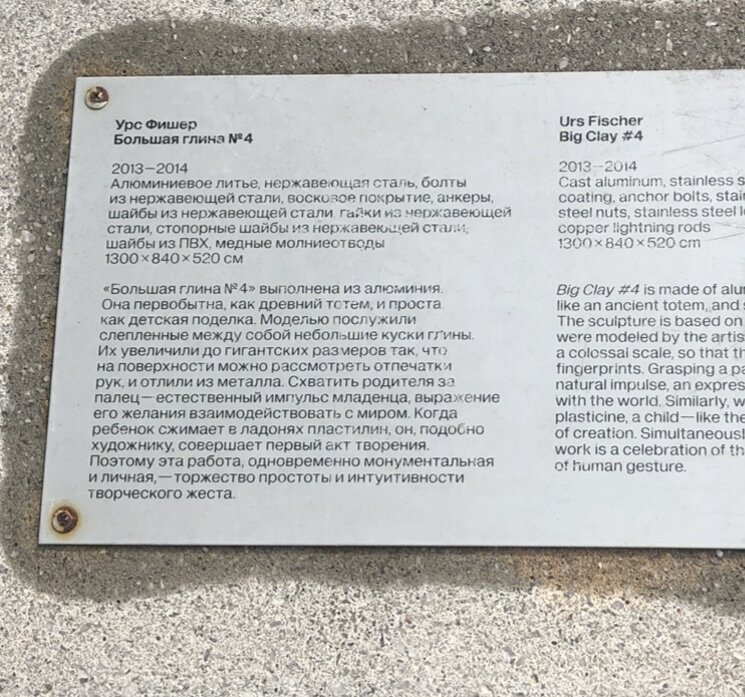 Урс Фишер
Большая глина №4
2013–2014
Алюминиевое литье, нержавеющая сталь, болты
из нержавеющей стали, восковое покрытие, анкеры,
шайбы из нержавеющей стали, гайки из нержавеющей
стали, стопорные шайбы из нержавеющей стали,
шайбы из ПВХ, медные молниеотводы
1300×840×520 см
«Большая глина №4» выполнена из алюминия.
Она первобытна, как древний тотем, и проста
как детская поделка. Моделью послужили
слепленные между собой небольшие куски глины.
Их увеличили до гигантских размеров так, что
на поверхности можно рассмотреть отпечатки
рук, и отлили из металла. Схватить родителя за
палец — естественный импульс младенца, выражение
его желания взаимодействовать с миром. Когда
ребенок сжимает в ладонях пластилин, он, подобно
художнику, совершает первый акт творения.
Поэтому эта работа, одновременно монументальная
и личная, — торжество простоты и интуитивности
творческого жеста.
Urs Fischer
Big Clay #4
2013–2014
Cast aluminum, stainless
coating, anchor bolts,
steel nuts, stainless steel
copper lightning rods
1300×840×520 cm
Big Clay #4 is made of
like an ancient totem, and
The sculpture is based on
were modeled by the
a colossal scale, so that
fingerprints. Grasping a
natural impulse, an
with the world. Similarly,
plasticine, a child—like
of creation.
work is a celebration of
of human gesture.